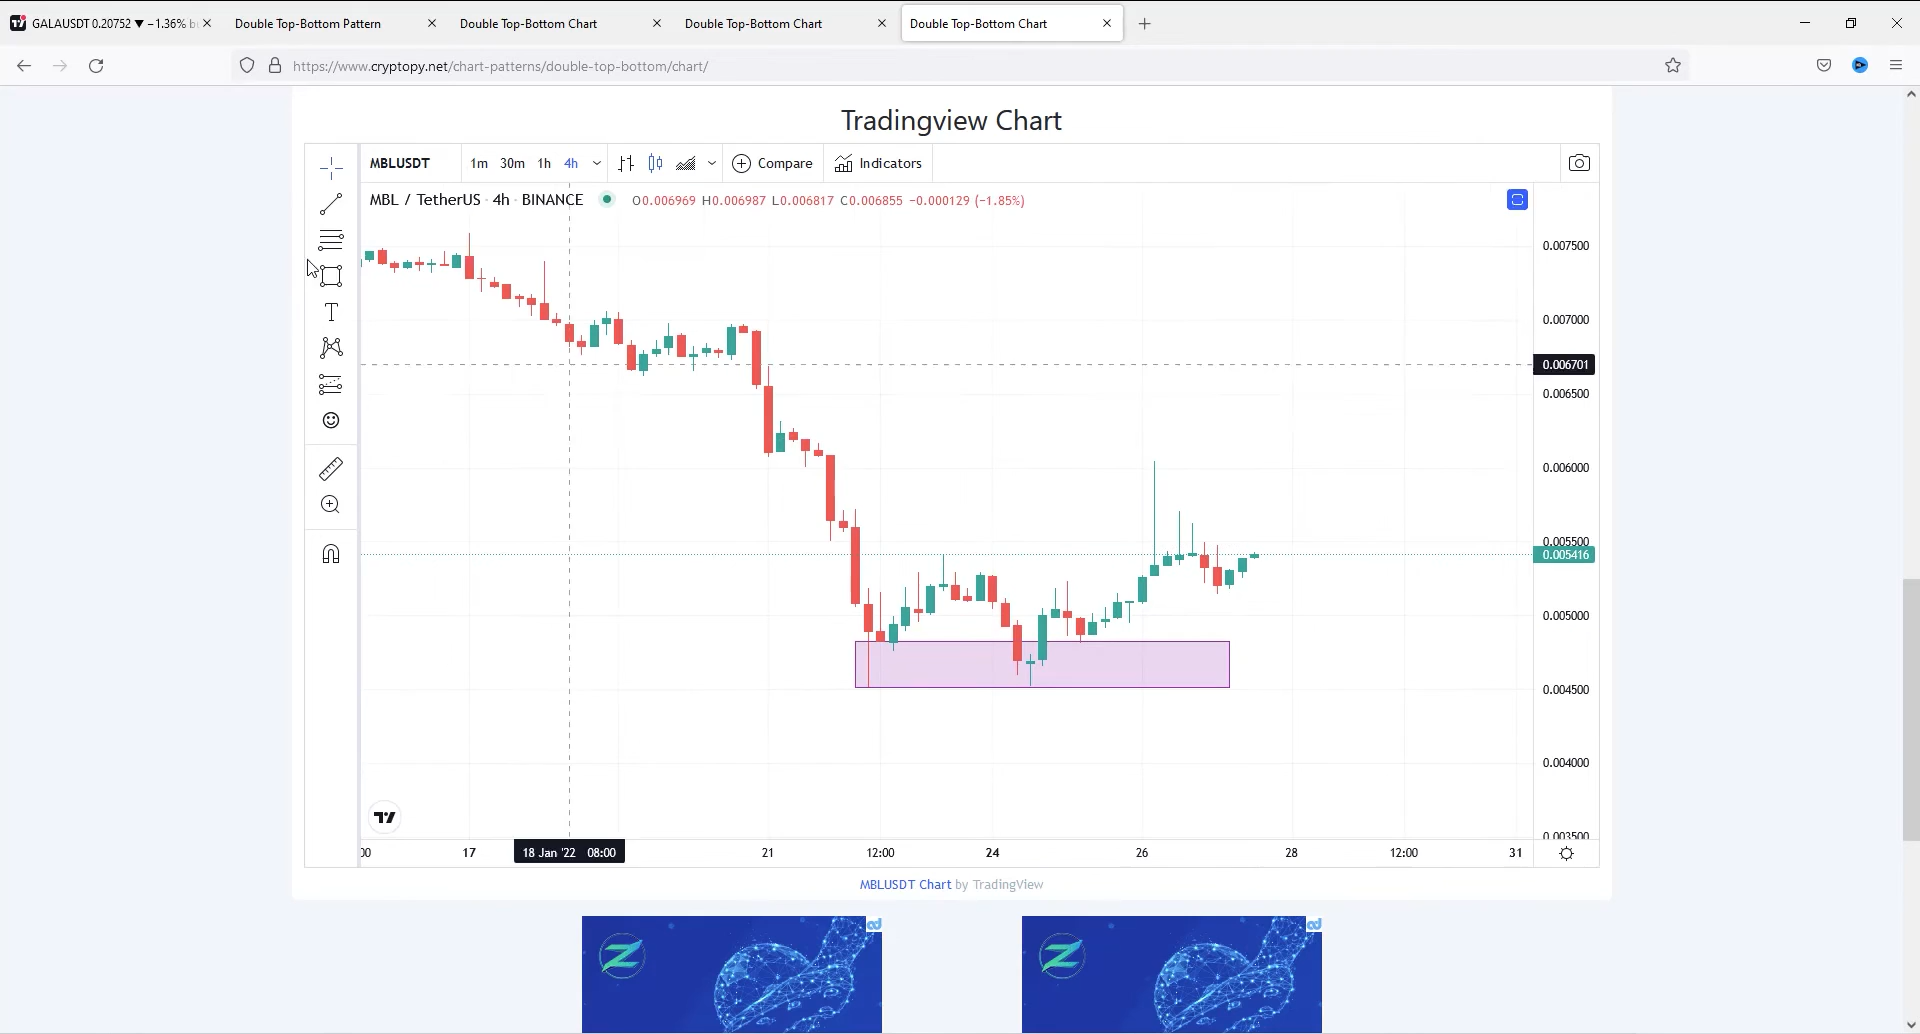 GALAUSDT 0.20752 ▼ −1.36%
Double Top-Bottom Pattern
Double Top-Bottom Chart
Double Top-Bottom Chart
Double Top-Bottom Chart
https://www.cryptopy.net/chart-patterns/double-top-bottom/chart/
Tradingview Chart
MBLUSDT 1m 30m 1h 4h Compare Indicators
MBL / TetherUS · 4h · BINANCE O0.006969 H0.006987 L0.006817 C0.006855 −0.000129 (−1.85%)
0.007500
0.007000
0.006701
0.006500
0.006000
0.005500
0.005416
0.005000
0.004500
0.004000
0.003500
T
17 18 Jan '22 08:00 21 12:00 24 26 28 12:00 31
MBLUSDT Chart by TradingView